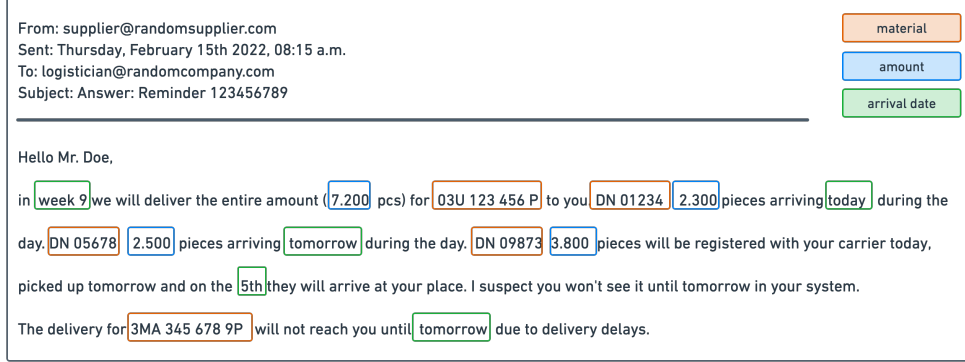 From: supplier@randomsupplier.com
Sent: Thursday, February 15th 2022, 08:15 a.m.
To: logistician@randomcompany.com
Subject: Answer: Reminder 123456789
material
amount
arrival date
Hello Mr. Doe,
in week 9 we will deliver the entire amount ( 7.200 pcs) for 03U 123 456 P to you. DN 01234 2.300 pieces arriving today during the
day. DN 05678 2.500 pieces arriving tomorrow during the day. DN 09873 3.800 pieces will be registered with your carrier today,
picked up tomorrow and on the 5th they will arrive at your place. I suspect you won't see it until tomorrow in your system.
The delivery for 3MA 345 678 9P will not reach you until tomorrow due to delivery delays.